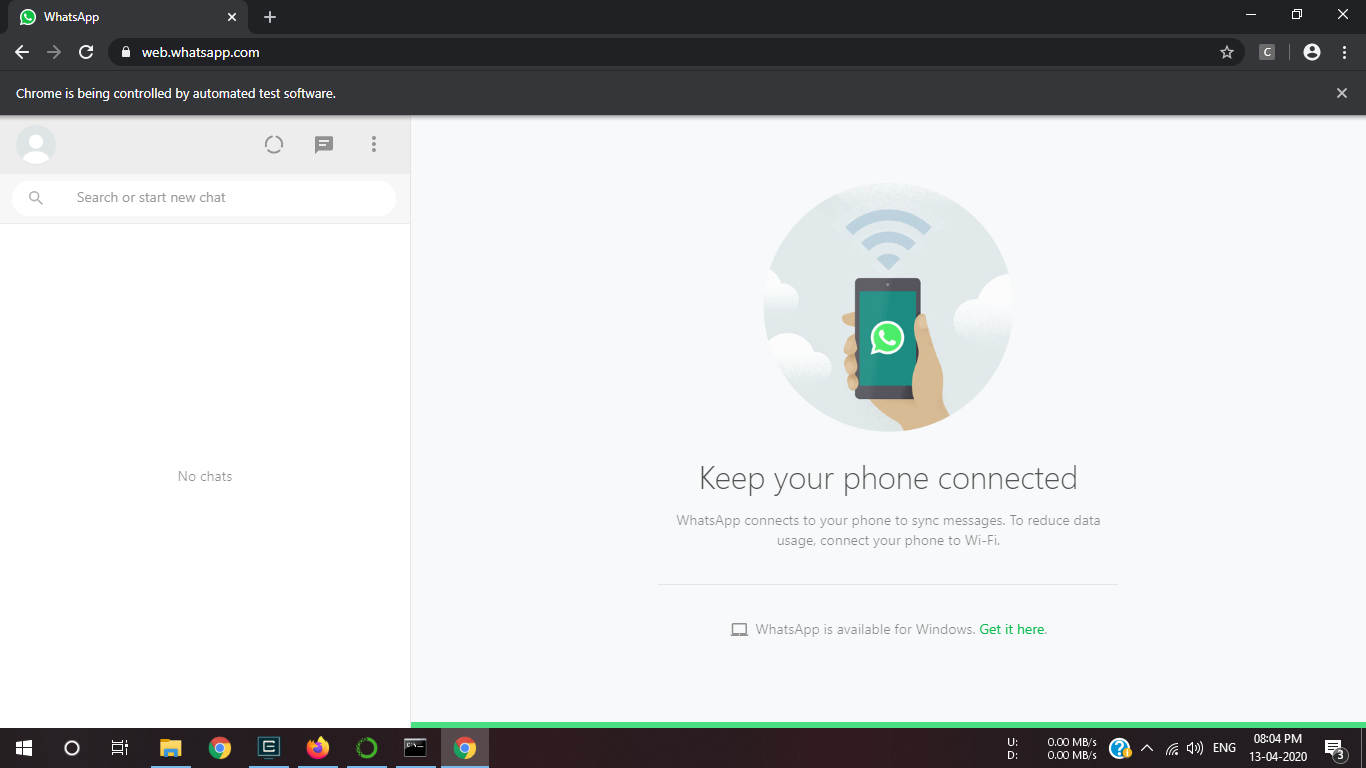 WhatsApp
web.whatsapp.com
C
Chrome is being controlled by automated test software.
Search or start new chat
No chats
Keep your phone connected
WhatsApp connects to your phone to sync messages. To reduce data
usage, connect your phone to Wi-Fi.
WhatsApp is available for Windows. Get it here.
U: 0.00 MB/s
D: 0.00 MB/s
ENG
08:04 PM
13-04-2020
3